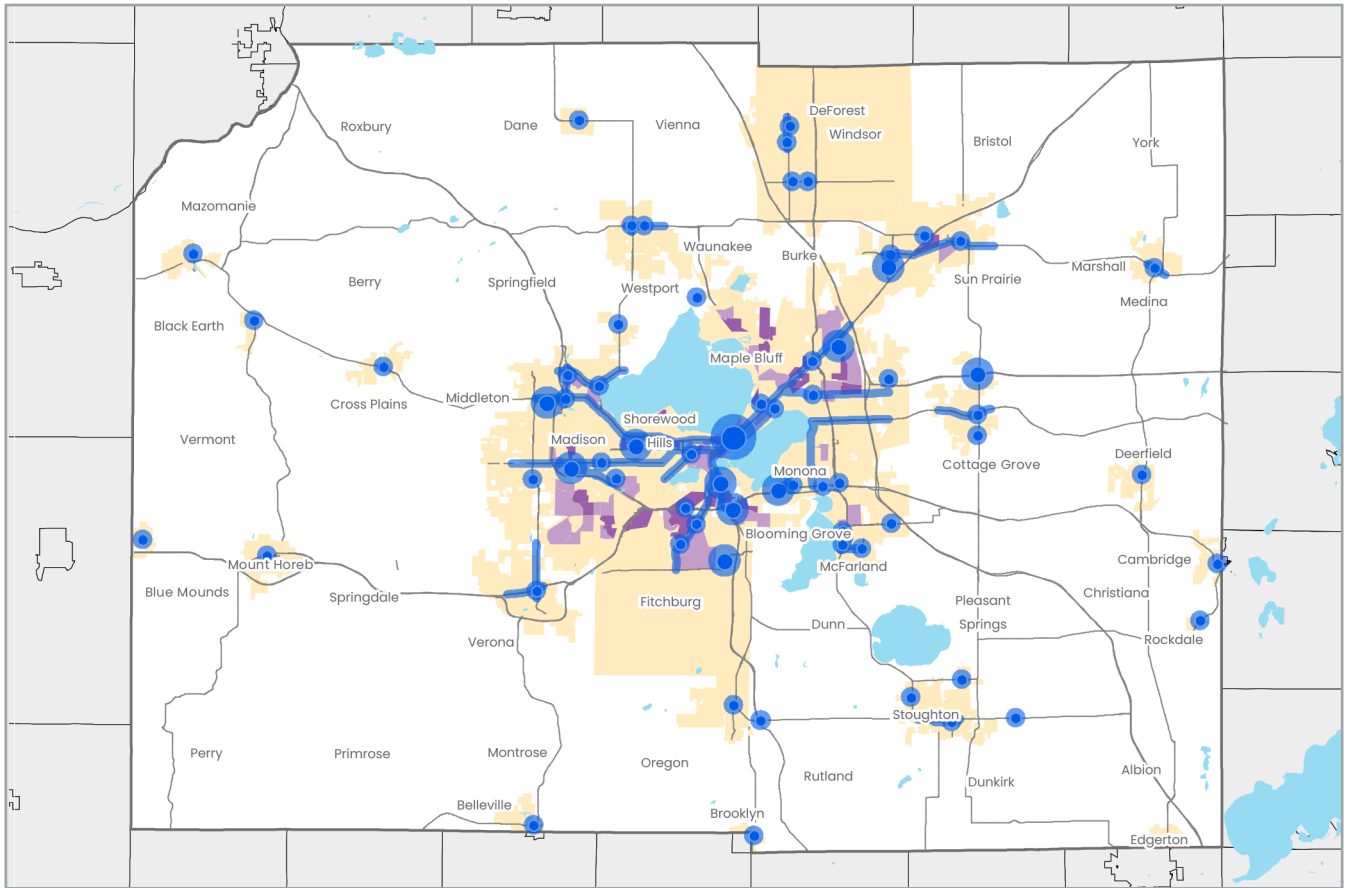 DeForest
Roxbury
Dane
Vienna
Windsor
Bristol
York
Mazomanie
Waunakee
Burke
Marshall
Berry
Springfield
Westport
Sun Prairie
Medina
Black Earth
Maple Bluff
Cross Plains
Middleton
Shorewood
Hills
Vermont
Madison
Monona
Cottage Grove
Deerfield
Blooming Grove
Mount Horeb
McFarland
Cambridge
Blue Mounds
Springdale
Fitchburg
Pleasant
Springs
Christiana
Dunn
Verona
Rockdale
Stoughton
Perry
Primrose
Montrose
Oregon
Rutland
Dunkirk
Albion
Belleville
Brooklyn
Edgerton